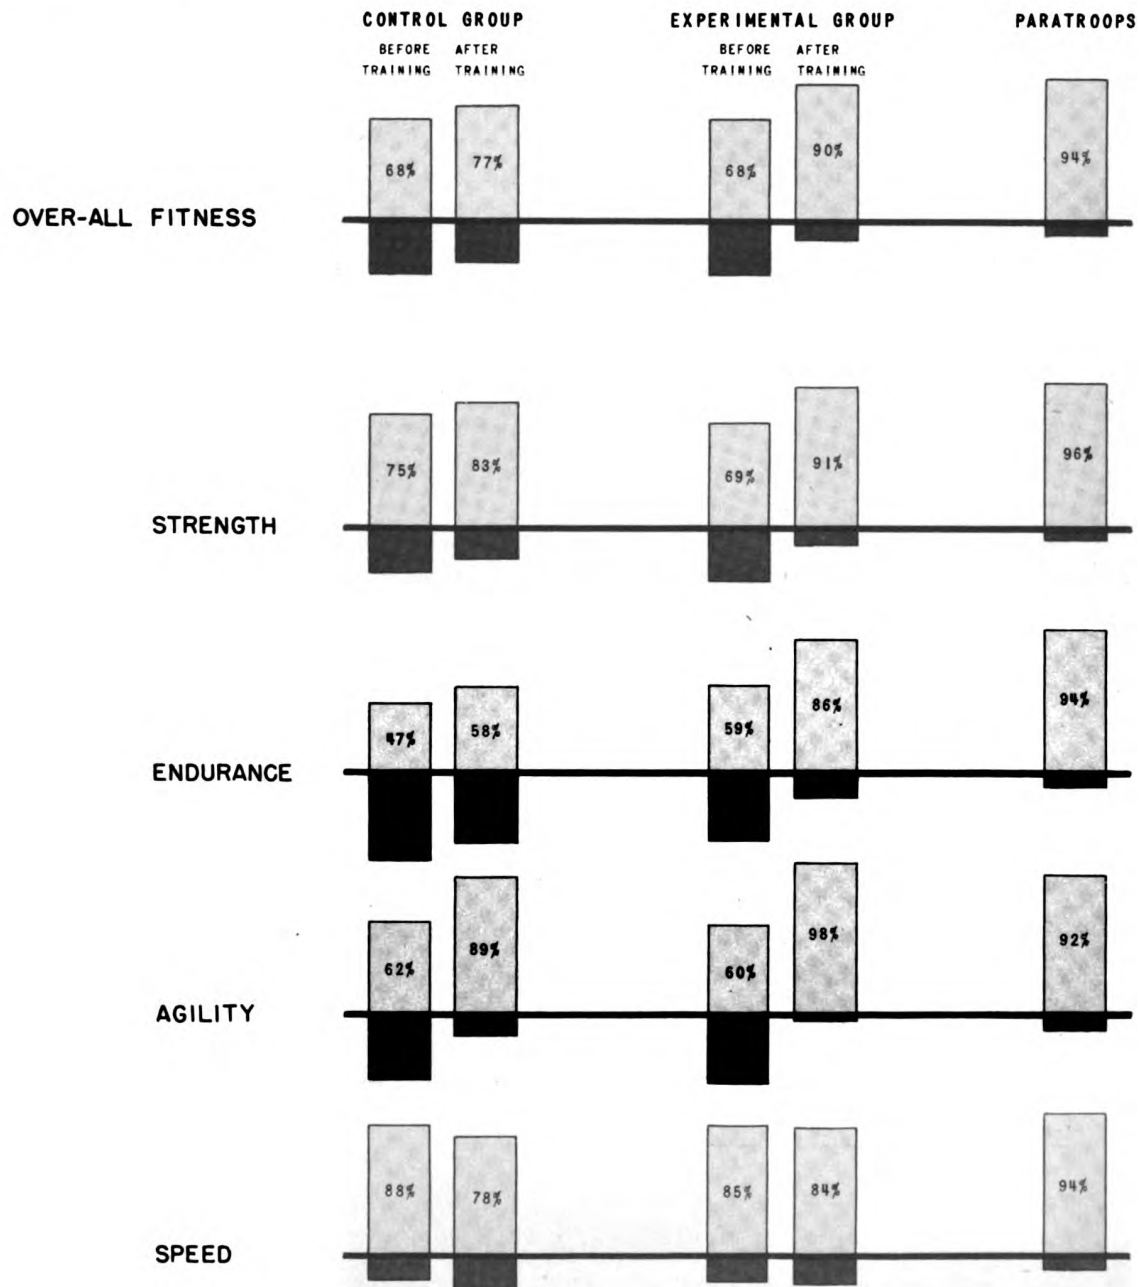 CONTROL GROUP EXPERIMENTAL GROUP PARATROOPS
BEFORE AFTER BEFORE AFTER
TRAINING TRAINING TRAINING TRAINING
68% 77% 68% 90% 94%
OVER-ALL FITNESS
75% 83% 69% 91% 96%
STRENGTH
47% 58% 59% 86% 94%
ENDURANCE
62% 89% 60% 98% 92%
AGILITY
88% 78% 85% 84% 94%
SPEED